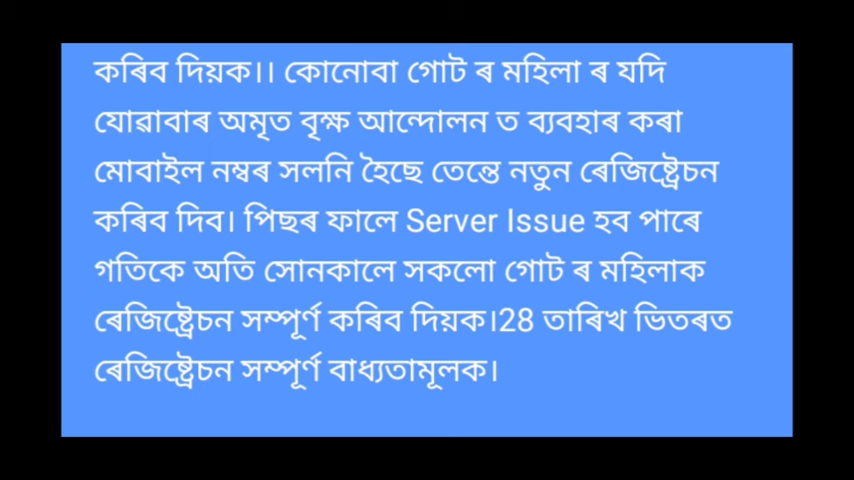 কৰিব দিয়ক।। কোনোবা গোট ৰ মহিলা ৰ যদি
যোৱাবাৰ অমৃত বৃক্ষ আন্দোলন ত ব্যবহাৰ কৰা
মোবাইল নম্বৰ সলনি হৈছে তেন্তে নতুন ৰেজিষ্ট্ৰেচন
কৰিব দিব। পিছৰ ফালে Server Issue হব পাৰে
গতিকে অতি সোনকালে সকলো গোট ৰ মহিলাক
ৰেজিষ্ট্ৰেচন সম্পূৰ্ণ কৰিব দিয়ক।28 তাৰিখ ভিতৰত
ৰেজিষ্ট্ৰেচন সম্পূৰ্ণ বাধ্যতামূলক।